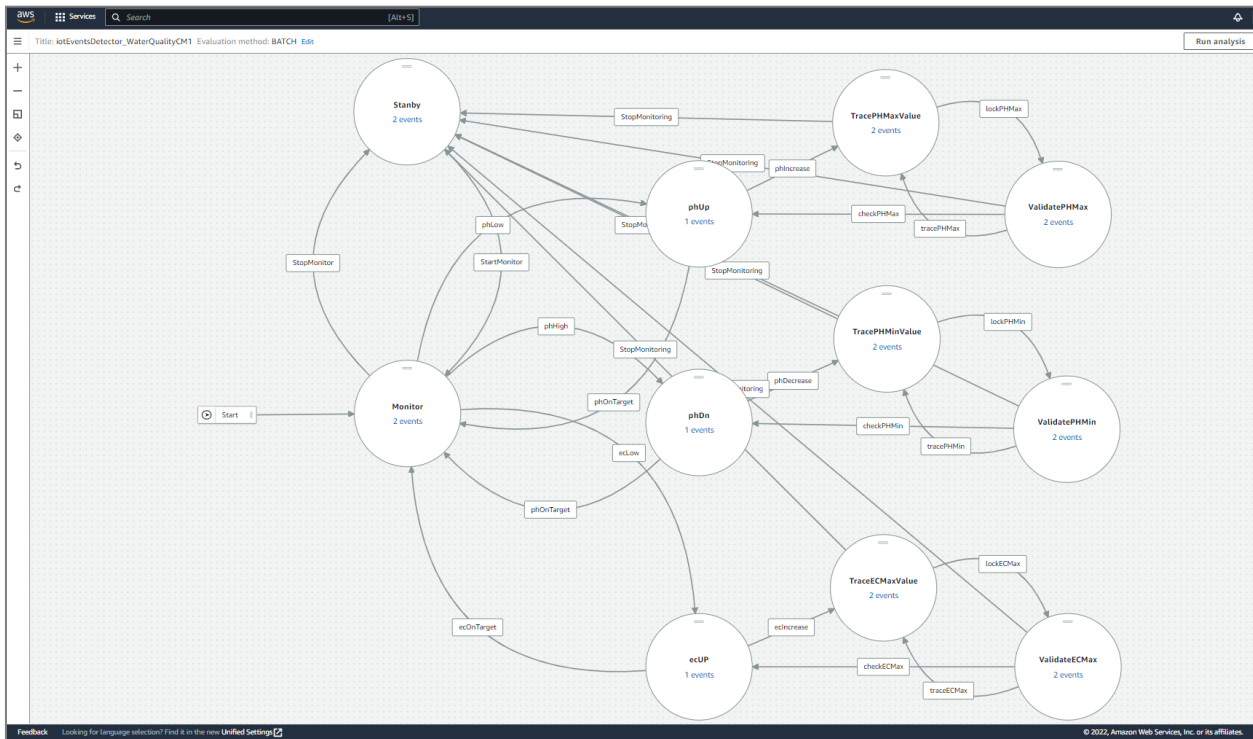 aws
Services
Search
[Alt+S]
Title: iotEventsDetector_WaterQualityCM1 Evaluation method: BATCH Edit
Run analysis
Stanby
2 events
StopMonitoring
TracePHMaxValue
2 events
lockPHMax
StopMonitoring
phIncrease
phUp
1 events
checkPHMax
ValidatePHMax
2 events
tracePHMax
phLow
StopMonitor
StartMonitor
StopMonitoring
phHigh
TracePHMinValue
2 events
lockPHMin
StopMonitoring
phDecrease
Start
Monitor
2 events
phOnTarget
phDn
1 events
checkPHMin
ValidatePHMin
2 events
tracePHMin
ecLow
phOnTarget
lockECMax
TraceECMaxValue
2 events
ecOnTarget
ecIncrease
ecUP
1 events
checkECMax
ValidateECMax
2 events
traceECMax
Feedback
Looking for language selection? Find it in the new Unified Settings
© 2022, Amazon Web Services, Inc. or its affiliates.